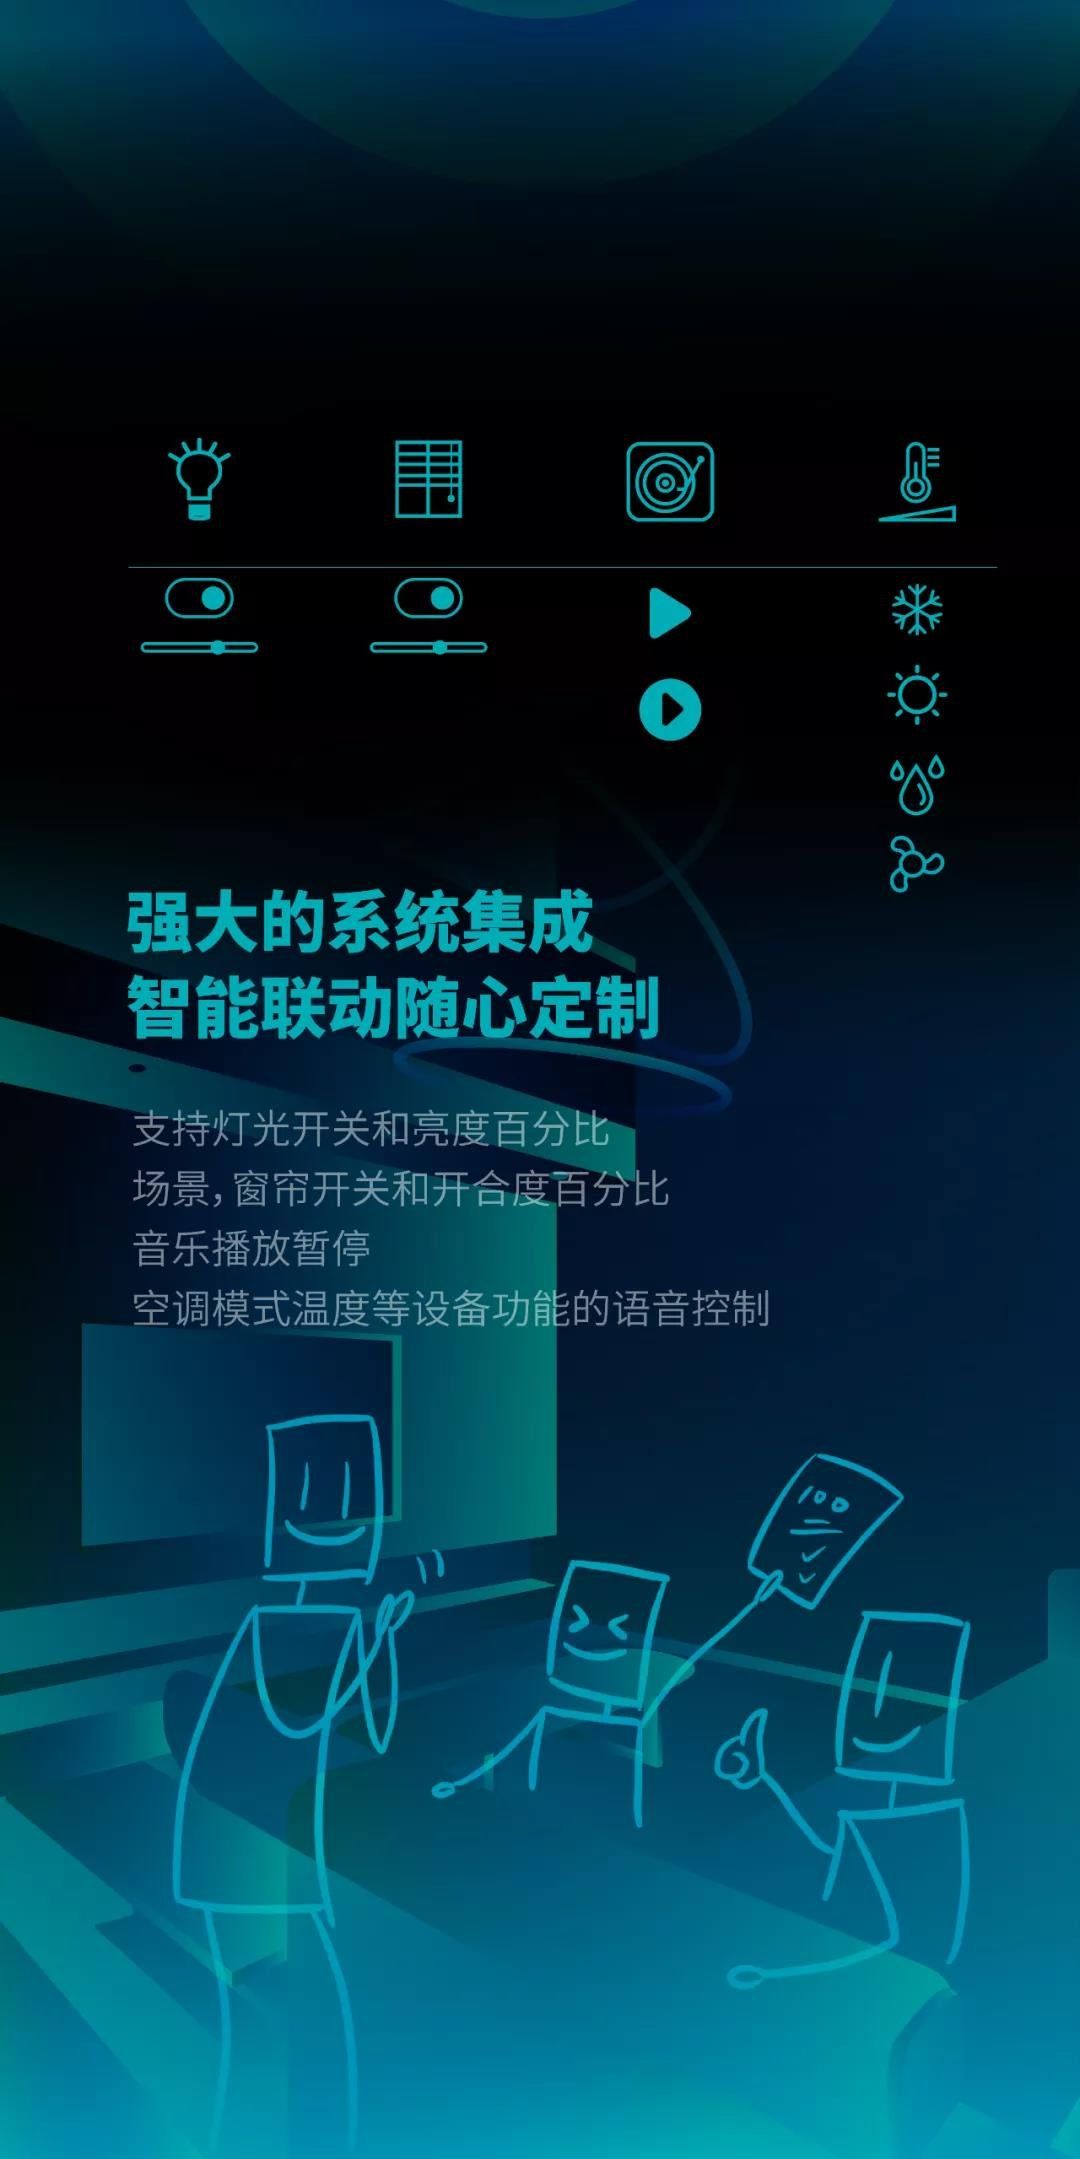 强大的系统集成
智能联动随心定制
支持灯光开关和亮度百分比
场景，窗帘开关和开合度百分比
音乐播放暂停
空调模式温度等设备功能的语音控制
100